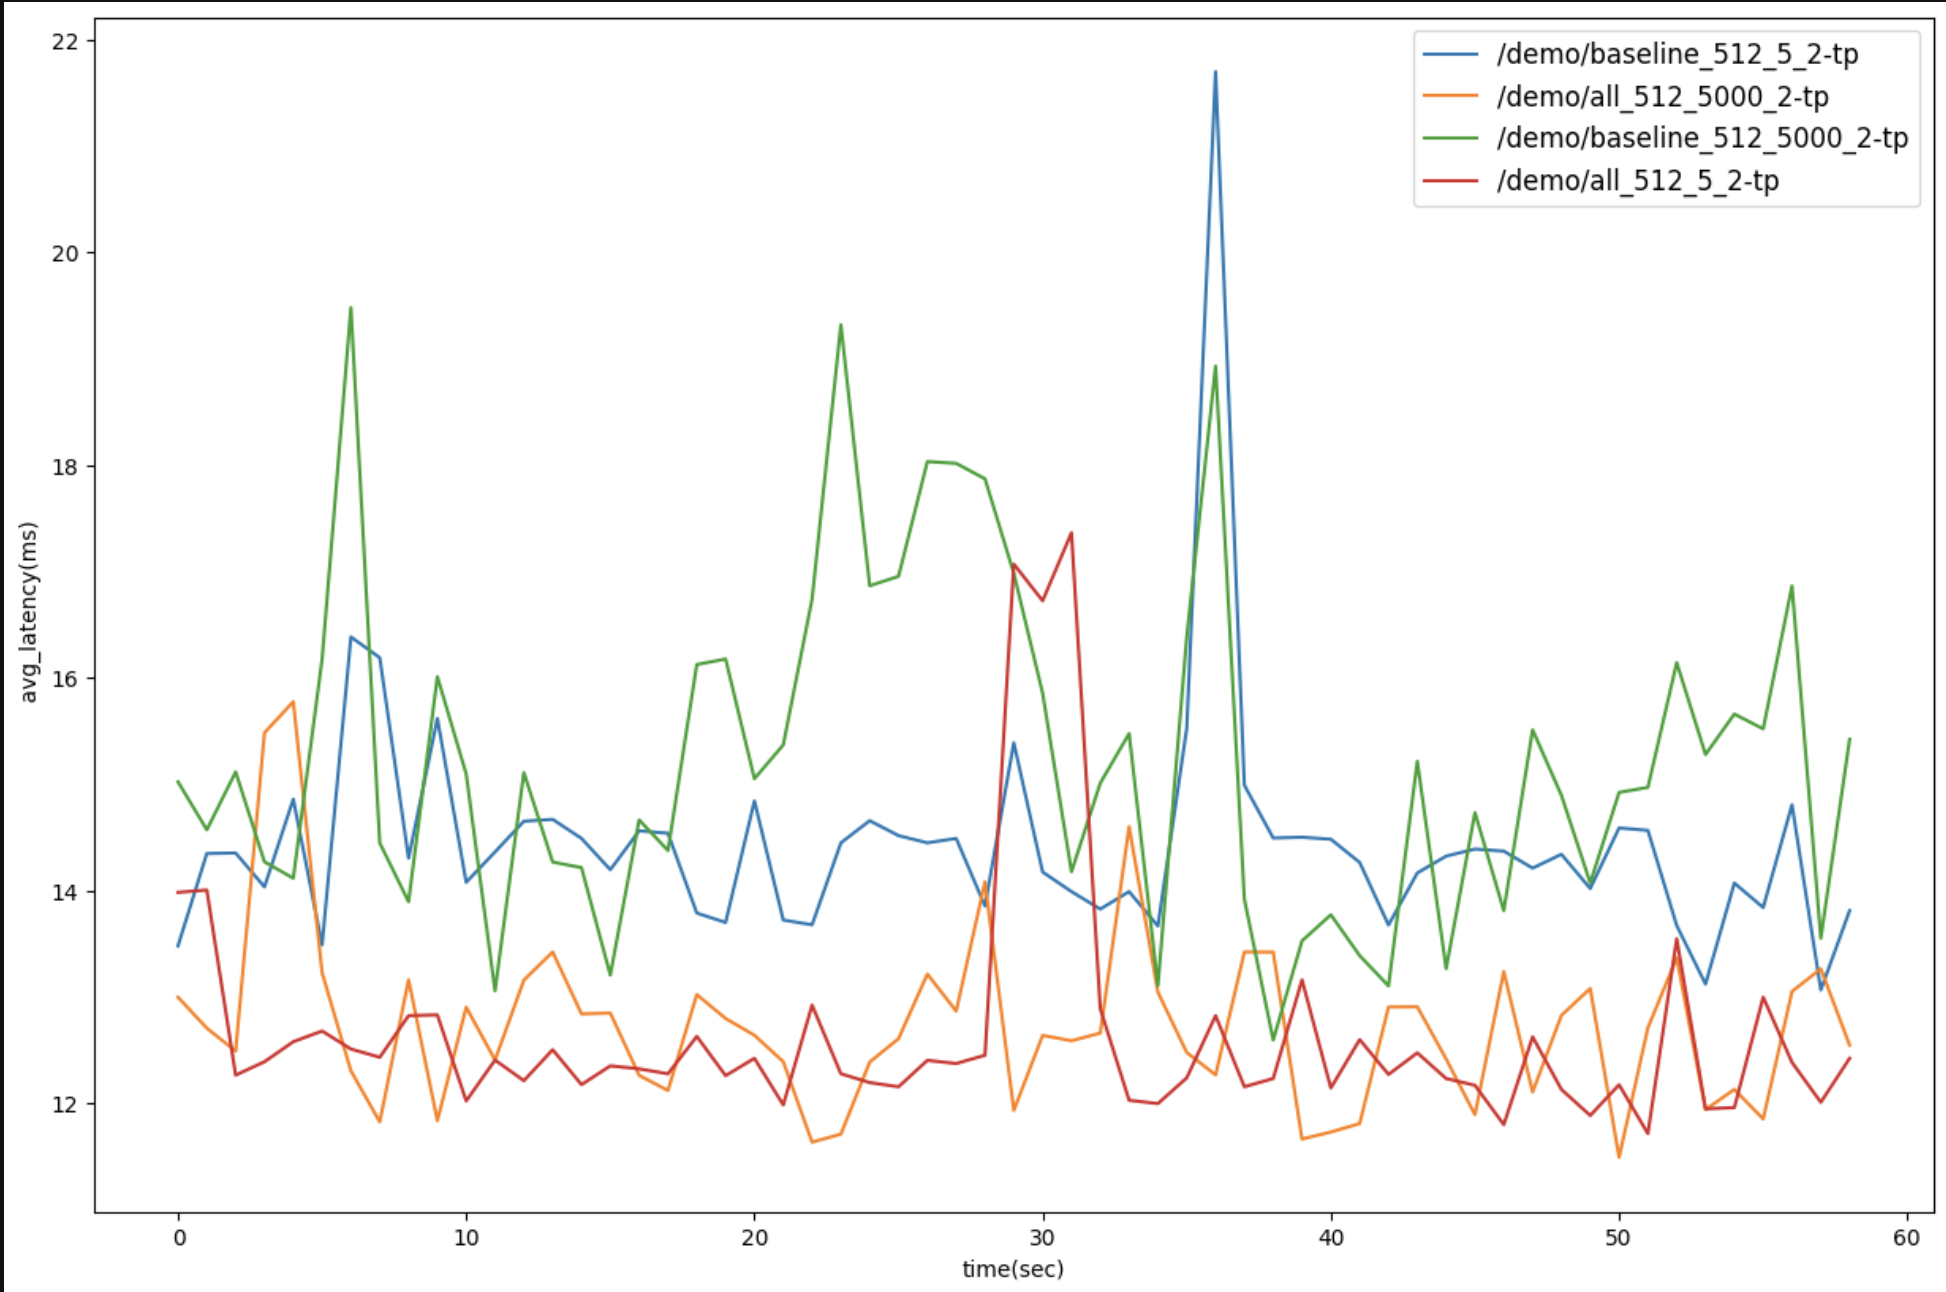 /demo/baseline_512_5_2-tp
/demo/all_512_5000_2-tp
/demo/baseline_512_5000_2-tp
/demo/all_512_5_2-tp
avg_latency(ms)
22
20
18
16
14
12
0 10 20 30 40 50 60
time(sec)